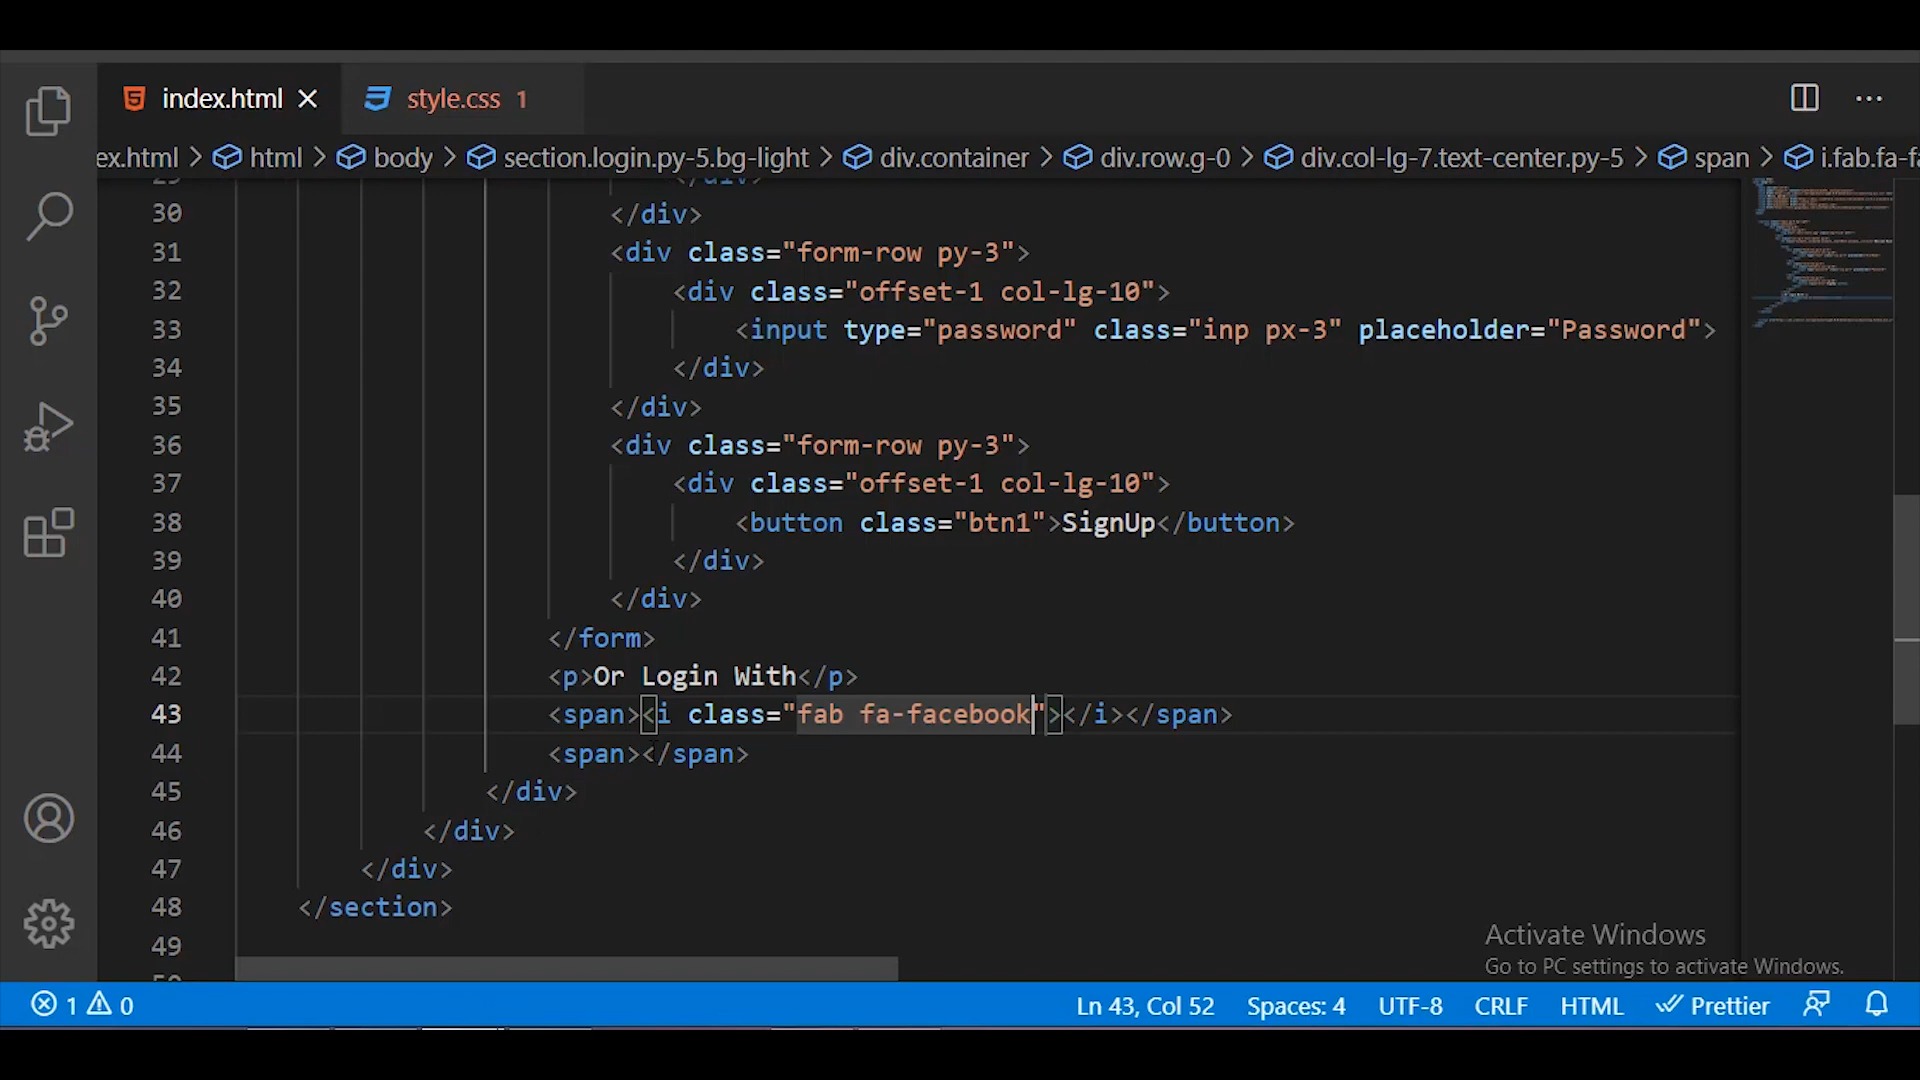 index.html
style.css 1
ex.html > html > body > section.login.py-5.bg-light > div.container > div.row.g-0 > div.col-lg-7.text-center.py-5 > span > i.fab.fa-fa
29 </div>
30 </div>
31 <div class="form-row py-3">
32 <div class="offset-1 col-lg-10">
33 <input type="password" class="inp px-3" placeholder="Password">
34 </div>
35 </div>
36 <div class="form-row py-3">
37 <div class="offset-1 col-lg-10">
38 <button class="btn1">SignUp</button>
39 </div>
40 </div>
41 </form>
42 <p>Or Login With</p>
43 <span><i class="fab fa-facebook"></i></span>
44 <span></span>
45 </div>
46 </div>
47 </div>
48 </section>
49
Activate Windows
Go to PC settings to activate Windows.
1 0
Ln 43, Col 52
Spaces: 4
UTF-8
CRLF
HTML
Prettier